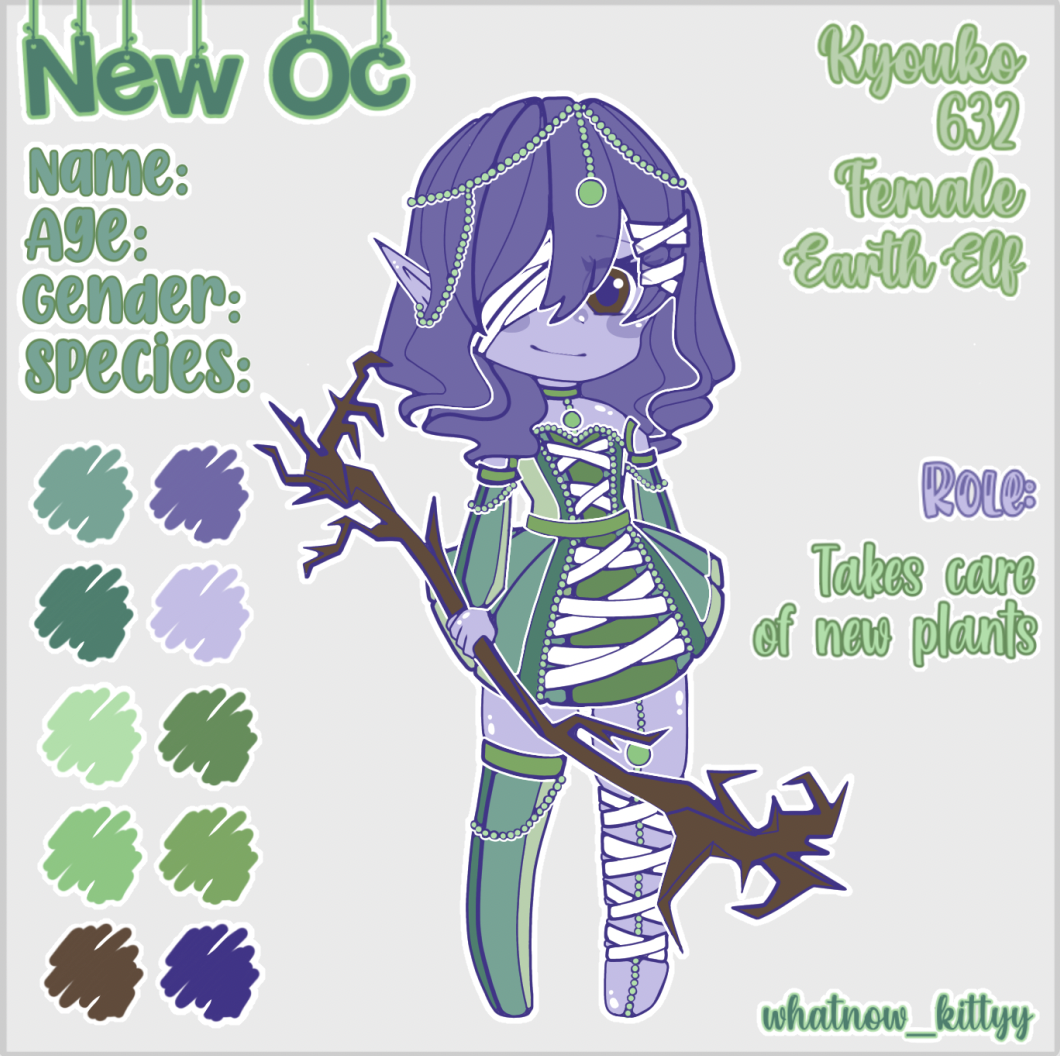 New Oc
Name:
Kyouko
Age:
632
Gender:
Female
Species:
Earth Elf
Role:
Takes care
of new plants
whatnow_kittyy